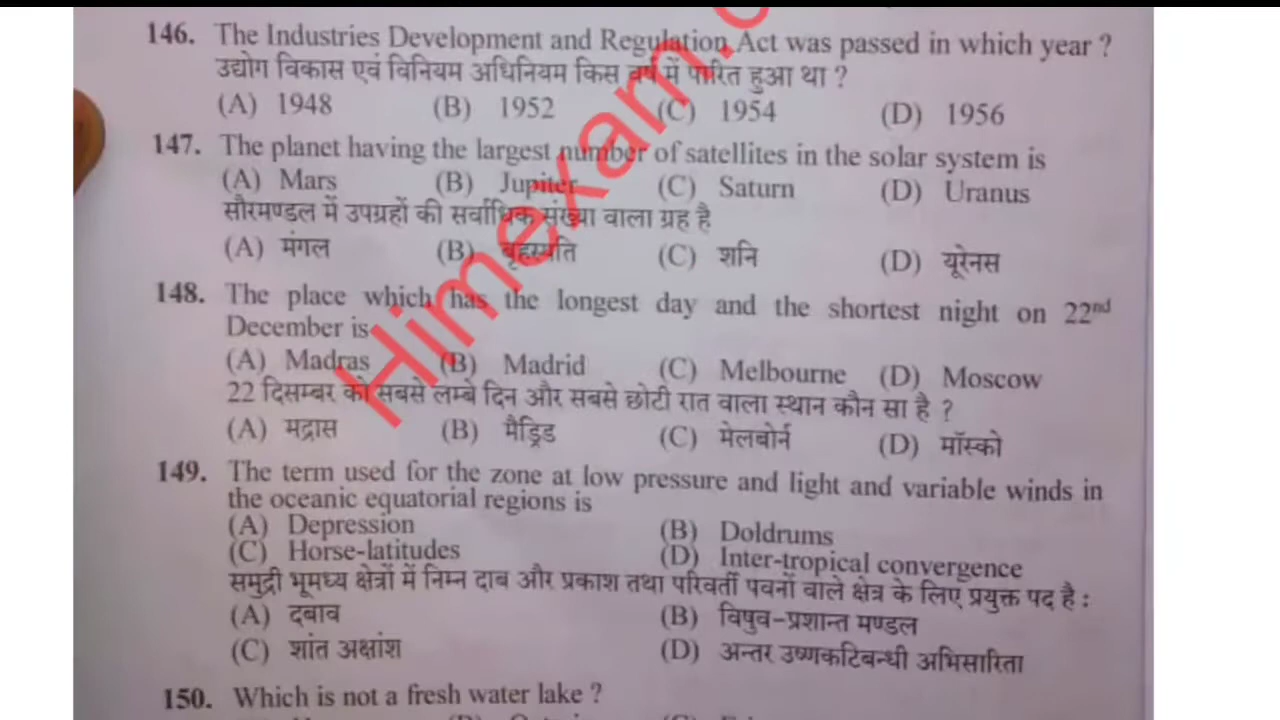 146. The Industries Development and Regulation Act was passed in which year ?
उद्योग विकास एवं विनियम अधिनियम किस वर्ष में पारित हुआ था ?
(A) 1948 (B) 1952 (C) 1954 (D) 1956
147. The planet having the largest number of satellites in the solar system is
(A) Mars (B) Jupiter (C) Saturn (D) Uranus
सौरमण्डल में उपग्रहों की सर्वाधिक संख्या वाला ग्रह है
(A) मंगल (B) बृहस्पति (C) शनि (D) यूरेनस
148. The place which has the longest day and the shortest night on 22nd
December is
(A) Madras (B) Madrid (C) Melbourne (D) Moscow
22 दिसम्बर को सबसे लम्बे दिन और सबसे छोटी रात वाला स्थान कौन सा है ?
(A) मद्रास (B) मैड्रिड (C) मेलबोर्न (D) मॉस्को
149. The term used for the zone at low pressure and light and variable winds in
the oceanic equatorial regions is
(A) Depression (B) Doldrums
(C) Horse-latitudes (D) Inter-tropical convergence
समुद्री भूमध्य क्षेत्रों में निम्न दाब और प्रकाश तथा परिवर्ती पवनों वाले क्षेत्र के लिए प्रयुक्त पद है :
(A) दबाव (B) विषुव-प्रशान्त मण्डल
(C) शांत अक्षांश (D) अन्तर उष्णकटिबन्धी अभिसारिता
150. Which is not a fresh water lake ?
Himexam.c